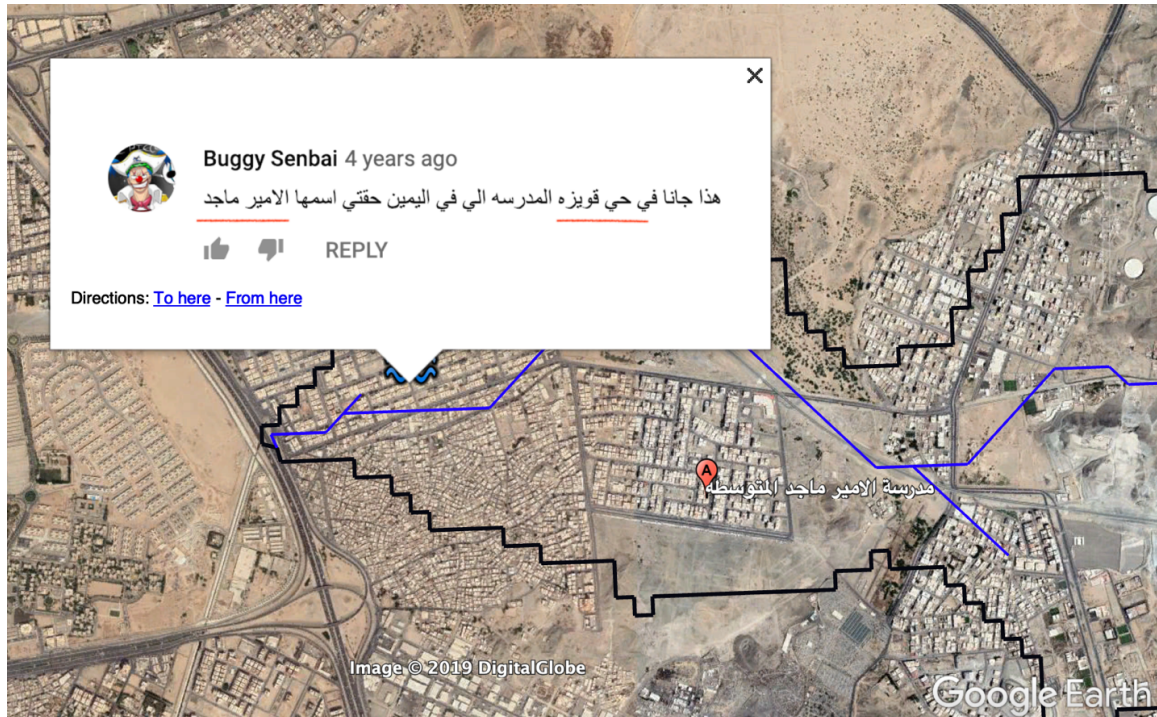 Buggy Senbai 4 years ago
هذا جانا في حي قويزه المدرسه الي في اليمين حقتي اسمها الامير ماجد
REPLY
Directions: To here - From here
A
مدرسة الامير ماجد المتوسطه
Image © 2019 DigitalGlobe
Google Earth